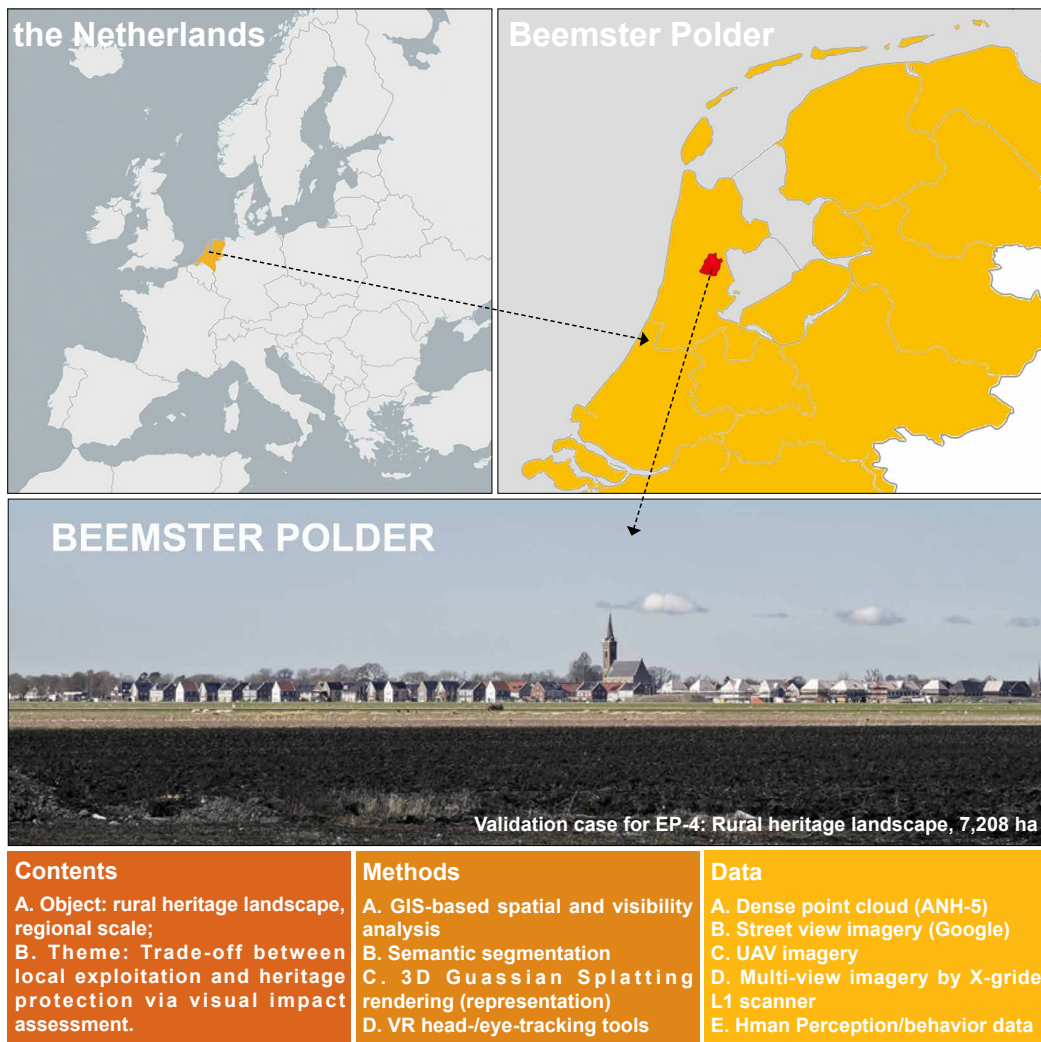 the Netherlands
Beemster Polder
BEEMSTER POLDER
Validation case for EP-4: Rural heritage landscape, 7,208 ha
Contents
A. Object: rural heritage landscape,
regional scale;
B. Theme: Trade-off between
local exploitation and heritage
protection via visual impact
assessment.
Methods
A. GIS-based spatial and visibility
analysis
B. Semantic segmentation
C. 3D Guassian Splatting
rendering (representation)
D. VR head-/eye-tracking tools
Data
A. Dense point cloud (ANH-5)
B. Street view imagery (Google)
C. UAV imagery
D. Multi-view imagery by X-gride
L1 scanner
E. Hman Perception/behavior data